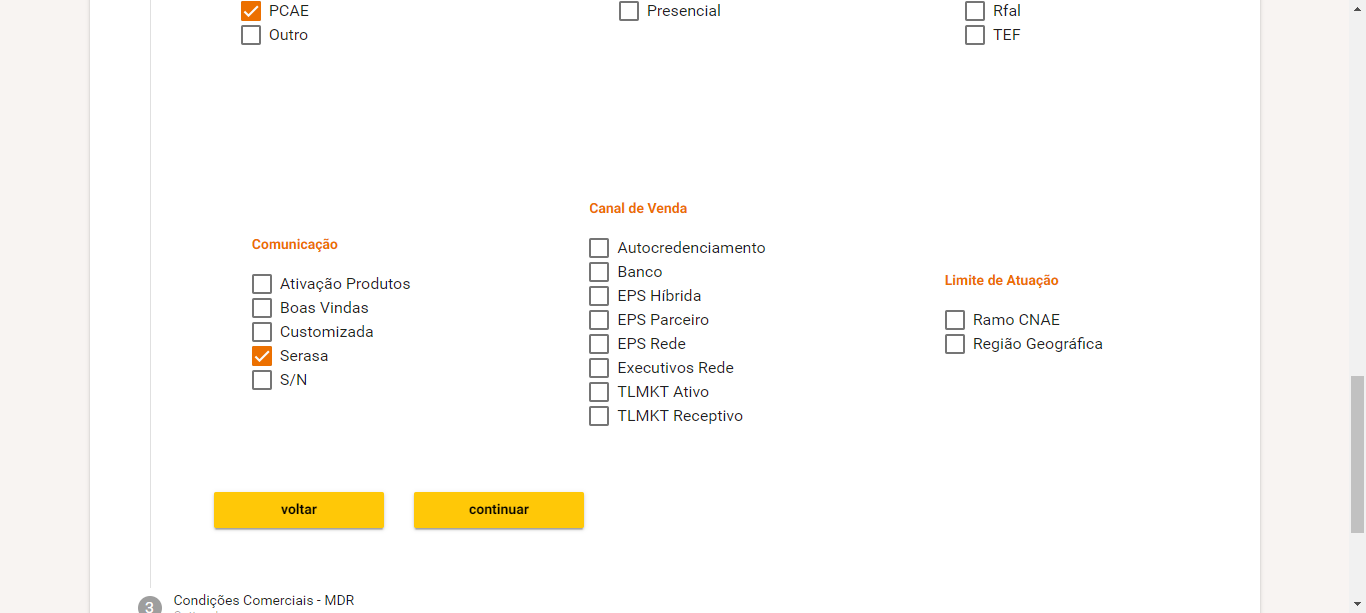 PCAE
Presencial
Rfal
Outro
TEF
Canal de Venda
Comunicação
Autocredenciamento
Banco
Limite de Atuação
Ativação Produtos
EPS Híbrida
Boas Vindas
EPS Parceiro
Ramo CNAE
Customizada
EPS Rede
Região Geográfica
Serasa
Executivos Rede
S/N
TLMKT Ativo
TLMKT Receptivo
voltar
continuar
3
Condições Comerciais - MDR